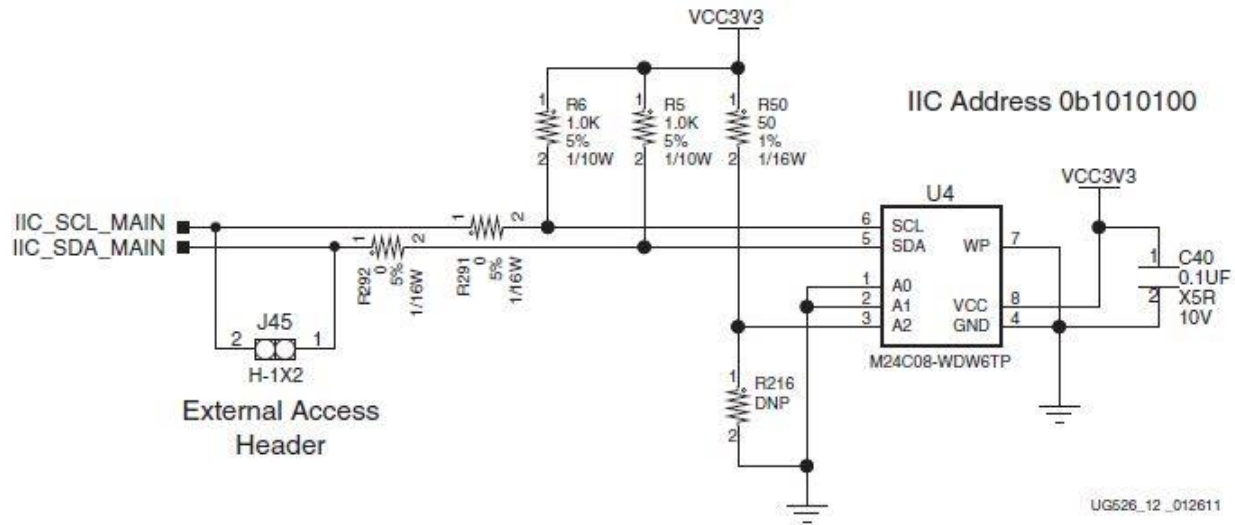 VCC3V3
IIC Address 0b1010100
1
R6
1.0K
5%
1/10W
2
1
R5
1.0K
5%
1/10W
2
1
R50
50
1%
1/16W
2
VCC3V3
U4
IIC_SCL_MAIN
IIC_SDA_MAIN
1
2
R292
0
5%
1/16W
1
2
R291
0
5%
1/16W
6
SCL
5
SDA
WP
7
1
A0
2
A1
VCC
8
3
A2
GND
4
M24C08-WDW6TP
1
C40
0.1UF
2
X5R
10V
J45
2
1
H-1X2
External Access
Header
1
R216
DNP
2
UG526_12 _012611